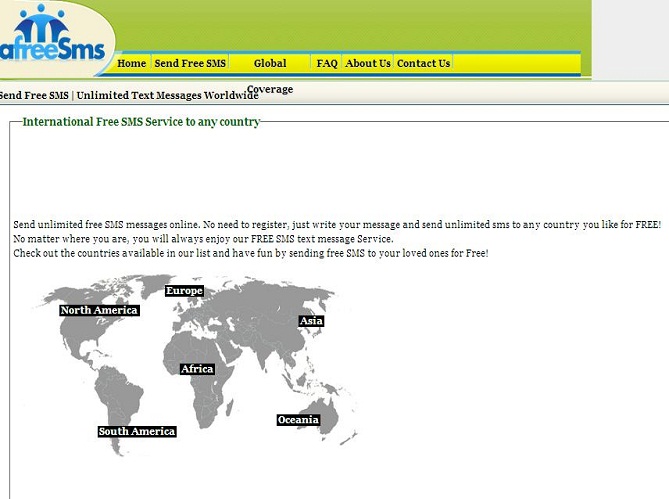 afreeSms
Home Send Free SMS Global Coverage FAQ About Us Contact Us
Send Free SMS | Unlimited Text Messages Worldwide
International Free SMS Service to any country
Send unlimited free SMS messages online. No need to register, just write your message and send unlimited sms to any country you like for FREE!
No matter where you are, you will always enjoy our FREE SMS text message Service.
Check out the countries available in our list and have fun by sending free SMS to your loved ones for Free!
Europe
North America
Asia
Africa
Oceania
South America